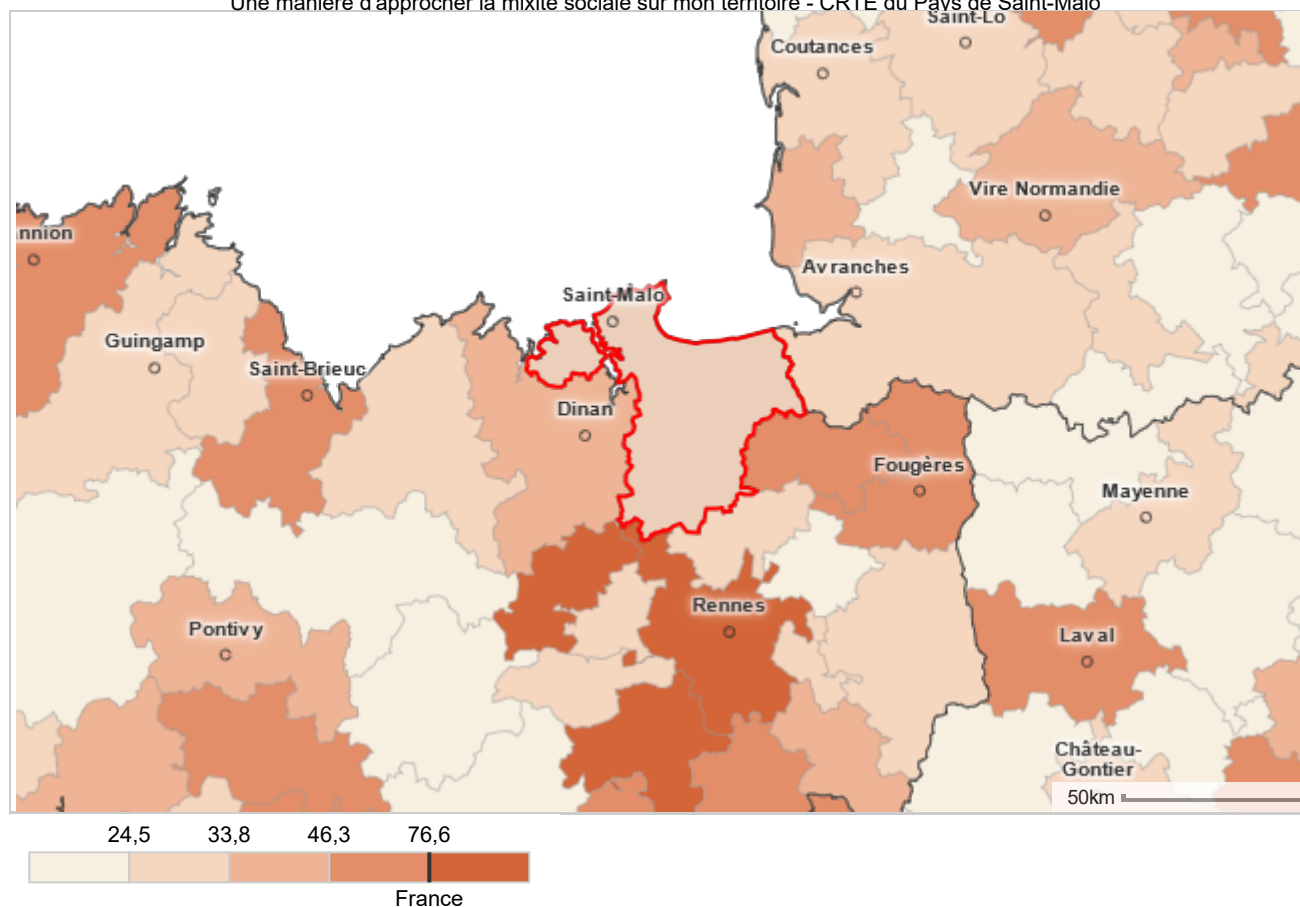 Une manière d'approcher la mixité sociale sur mon territoire - CRTE du Pays de Saint-Malo
Saint-Lô
Coutances
Vire Normandie
nnion
Avranches
Saint-Malo
Guingamp
Saint-Brieuc
Dinan
Fougères
Mayenne
Rennes
Pontivy
Laval
Château-
Gontier
50km
24,5 33,8 46,3 76,6
France